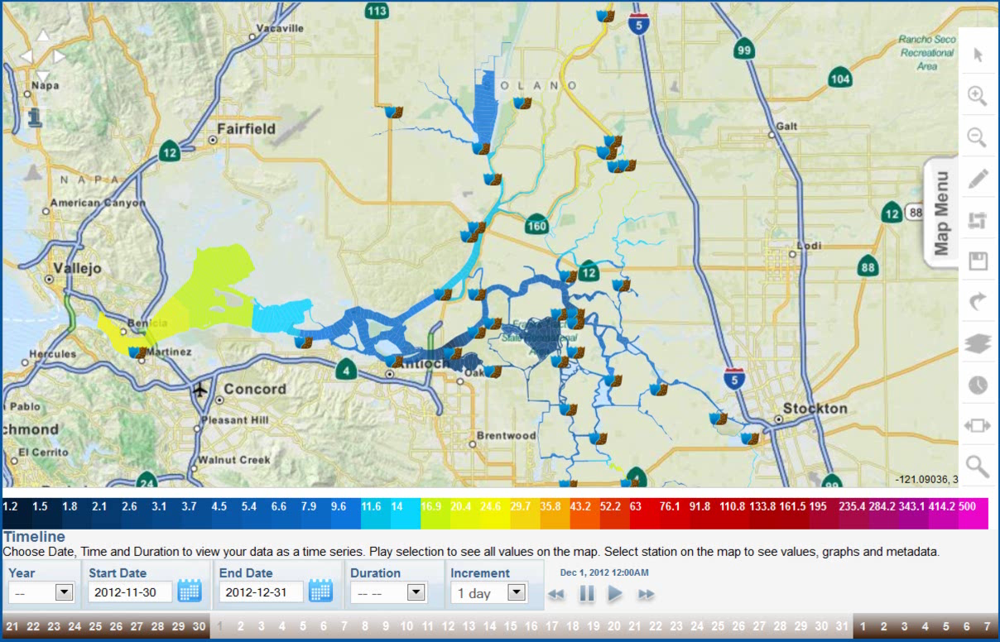 113
5
Vacaville
99
Rancho Seco
Recreational
Area
Napa
104
OLANO
Galt
Fairfield
12
NAPA
American Canyon
12
88
160
Map Menu
Lodi
Vallejo
12
88
Benicia
State
Area
Hercules
Martinez
4
ntioch
Oak
5
Concord
Pablo
Stockton
Pleasant Hill
chmond
Brentwood
El Cerrito
Walnut Creek
24
4
99
-121.09036, 3
1.2 1.5 1.8 2.1 2.6 3.1 3.7 4.5 5.4 6.6 7.9 9.6 11.6 14 16.9 20.4 24.6 29.7 35.8 43.2 52.2 63 76.1 91.8 110.8 133.8 161.5 195 235.4 284.2 343.1 414.2 500
Timeline
Choose Date, Time and Duration to view your data as a time series. Play selection to see all values on the map. Select station on the map to see values, graphs and metadata.
Year Start Date End Date Duration Increment Dec 1, 2012 12:00AM
-- 2012-11-30 2012-12-31 -- -- 1 day
21 22 23 24 25 26 27 28 29 30 1 2 3 4 5 6 7 8 9 10 11 12 13 14 15 16 17 18 19 20 21 22 23 24 25 26 27 28 29 30 31 1 2 3 4 5 6 7